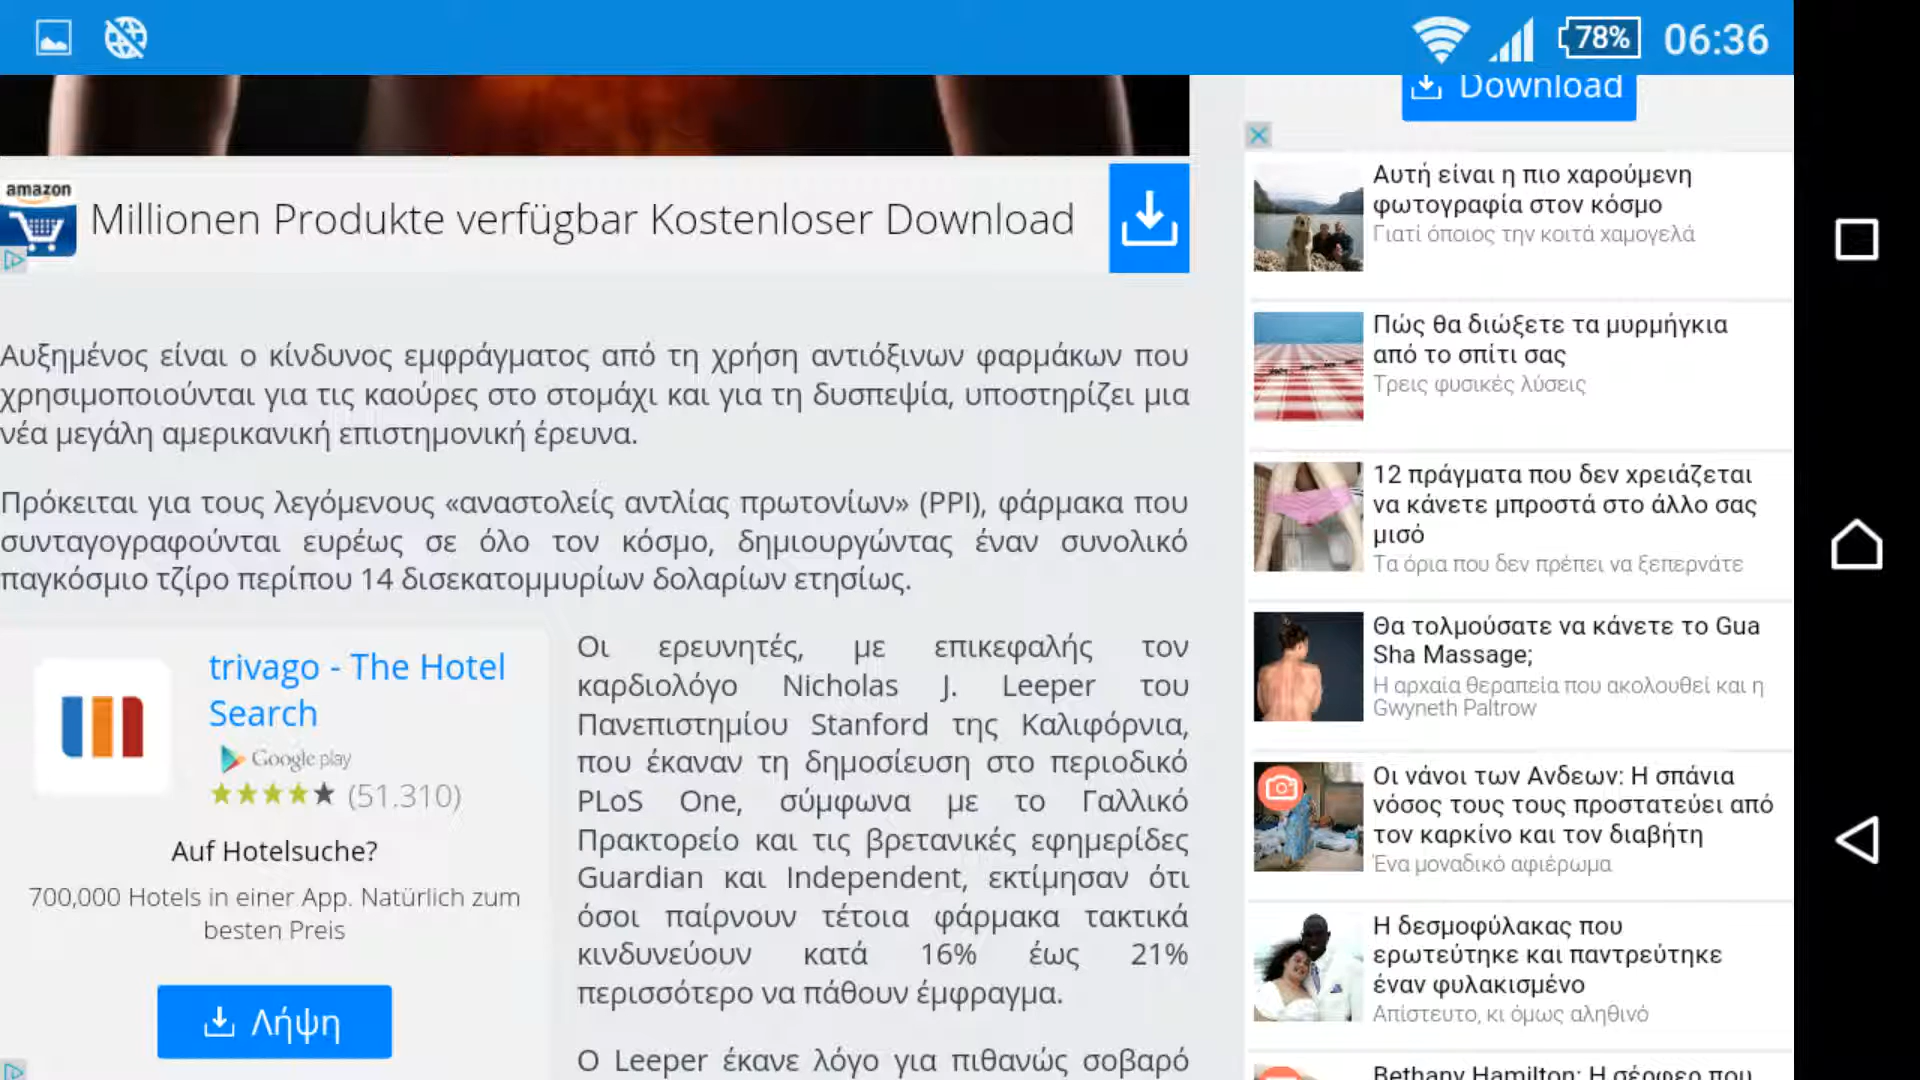 78% 06:36
amazon
Millionen Produkte verfügbar Kostenloser Download
Αυξημένος είναι ο κίνδυνος εμφράγματος από τη χρήση αντιόξινων φαρμάκων που
χρησιμοποιούνται για τις καούρες στο στομάχι και για τη δυσπεψία, υποστηρίζει μια
νέα μεγάλη αμερικανική επιστημονική έρευνα.
Πρόκειται για τους λεγόμενους «αναστολείς αντλίας πρωτονίων» (PPI), φάρμακα που
συνταγογραφούνται ευρέως σε όλο τον κόσμο, δημιουργώντας έναν συνολικό
παγκόσμιο τζίρο περίπου 14 δισεκατομμυρίων δολαρίων ετησίως.
trivago - The Hotel
Search
Google play
(51.310)
Auf Hotelsuche?
700,000 Hotels in einer App. Natürlich zum
besten Preis
Λήψη
Οι ερευνητές, με επικεφαλής τον
καρδιολόγο Nicholas J. Leeper του
Πανεπιστημίου Stanford της Καλιφόρνια,
που έκαναν τη δημοσίευση στο περιοδικό
PLoS One, σύμφωνα με το Γαλλικό
Πρακτορείο και τις βρετανικές εφημερίδες
Guardian και Independent, εκτίμησαν ότι
όσοι παίρνουν τέτοια φάρμακα τακτικά
κινδυνεύουν κατά 16% έως 21%
περισσότερο να πάθουν έμφραγμα.
Ο Leeper έκανε λόγο για πιθανώς σοβαρό
Download
Αυτή είναι η πιο χαρούμενη
φωτογραφία στον κόσμο
Γιατί όποιος την κοιτά χαμογελά
Πώς θα διώξετε τα μυρμήγκια
από το σπίτι σας
Τρεις φυσικές λύσεις
12 πράγματα που δεν χρειάζεται
να κάνετε μπροστά στο άλλο σας
μισό
Τα όρια που δεν πρέπει να ξεπερνάτε
Θα τολμούσατε να κάνετε το Gua
Sha Massage;
Η αρχαία θεραπεία που ακολουθεί και η
Gwyneth Paltrow
Οι νάνοι των Ανδεων: Η σπάνια
νόσος τους τους προστατεύει από
τον καρκίνο και τον διαβήτη
Ένα μοναδικό αφιέρωμα
Η δεσμοφύλακας που
ερωτεύτηκε και παντρεύτηκε
έναν φυλακισμένο
Απίστευτο, κι όμως αληθινό
Bethany Hamilton: Η σέρφερ που